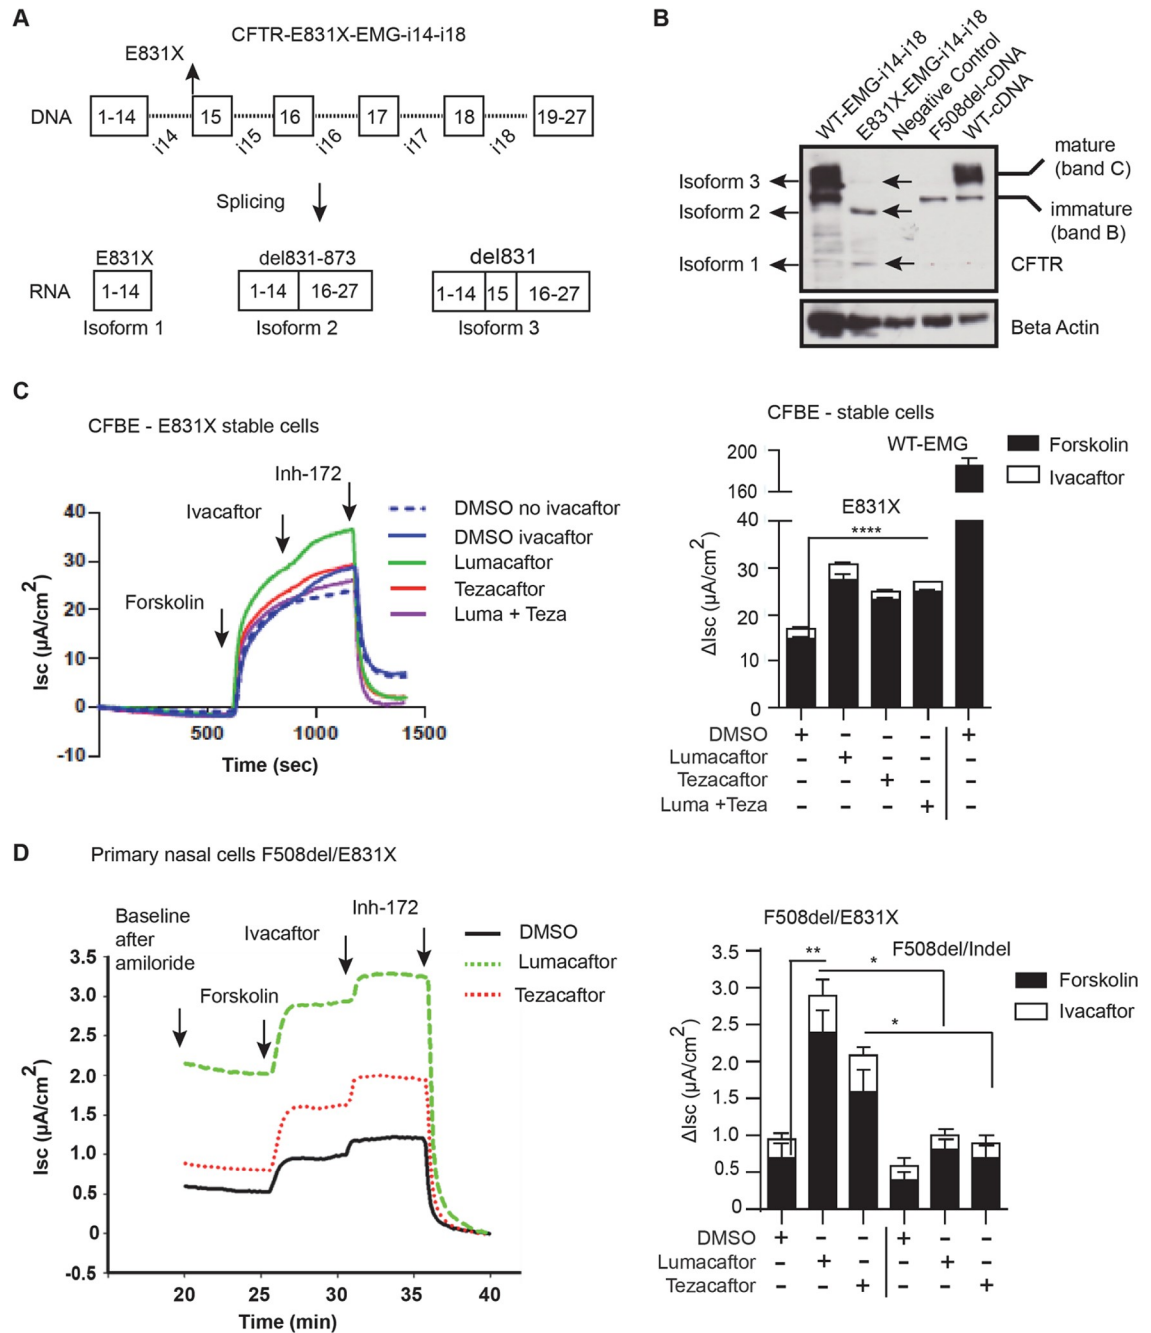 A
CFTR-E831X-EMG-i14-i18
E831X
DNA
1-14
15
16
17
18
19-27
i14
i15
i16
i17
i18
Splicing
E831X
del831-873
del831
RNA
1-14
1-14
16-27
1-14
15
16-27
Isoform 1
Isoform 2
Isoform 3
B
WT-EMG-i14-i18
E831X-EMG-i14-i18
Negative Control
F508del-cDNA
WT-cDNA
Isoform 3
Isoform 2
Isoform 1
mature
(band C)
immature
(band B)
CFTR
Beta Actin
C
CFBE - E831X stable cells
Inh-172
Ivacaftor
Forskolin
DMSO no ivacaftor
DMSO ivacaftor
Lumacaftor
Tezacaftor
Luma + Teza
Isc (µA/cm2)
40
30
20
10
0
-10
500
1000
1500
Time (sec)
CFBE - stable cells
WT-EMG
Forskolin
Ivacaftor
E831X
****
ΔIsc (µA/cm2)
200
160
40
30
20
10
0
DMSO + - - - +
Lumacaftor - + - - -
Tezacaftor - - + - -
Luma +Teza - - - + -
D
Primary nasal cells F508del/E831X
Baseline
after
amiloride
Forskolin
Ivacaftor
Inh-172
DMSO
Lumacaftor
Tezacaftor
Isc (µA/cm2)
3.5
3.0
2.5
2.0
1.5
1.0
0.5
0
-0.5
20
25
30
35
40
Time (min)
F508del/E831X
F508del/Indel
Forskolin
Ivacaftor
**
*
*
ΔIsc (µA/cm2)
3.5
3.0
2.5
2.0
1.5
1.0
0.5
0
DMSO + - - + - -
Lumacaftor - + - - + -
Tezacaftor - - + - - +